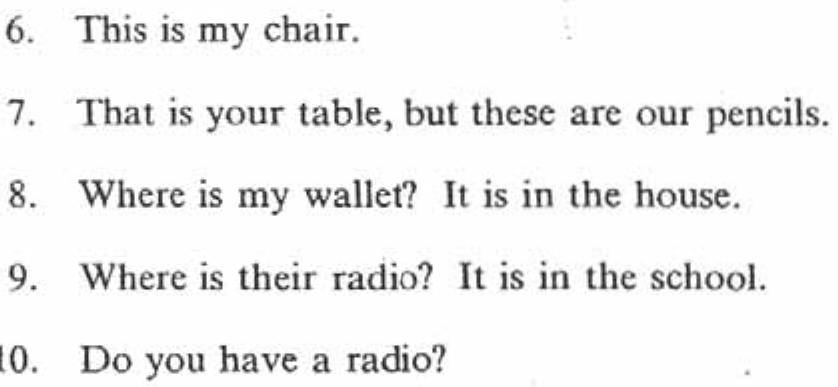 6. This is my chair.
7. That is your table, but these are our pencils.
8. Where is my wallet? It is in the house.
9. Where is their radio? It is in the school.
10. Do you have a radio?